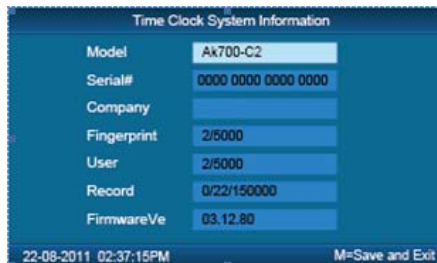 Time Clock System Information
Model Ak700-C2
Serial# 0000 0000 0000 0000
Company
Fingerprint 2/5000
User 2/5000
Record 0/22/150000
FirmwareVe 03.12.80
22-08-2011 02:37:15PM M=Save and Exit